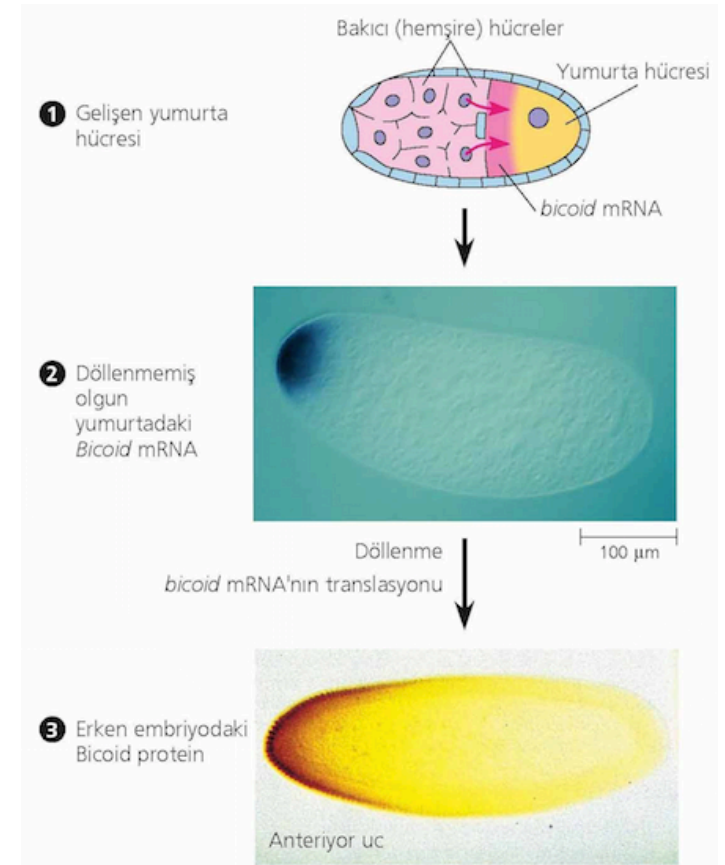 Bakıcı (hemşire) hücreler
Yumurta hücresi
1 Gelişen yumurta
hücresi
bicoid mRNA
2 Döllenmemiş
olgun
yumurtadaki
Bicoid mRNA
Döllenme
100 µm
bicoid mRNA'nın translasyonu
3 Erken embriyodaki
Bicoid protein
Anteriyor uc